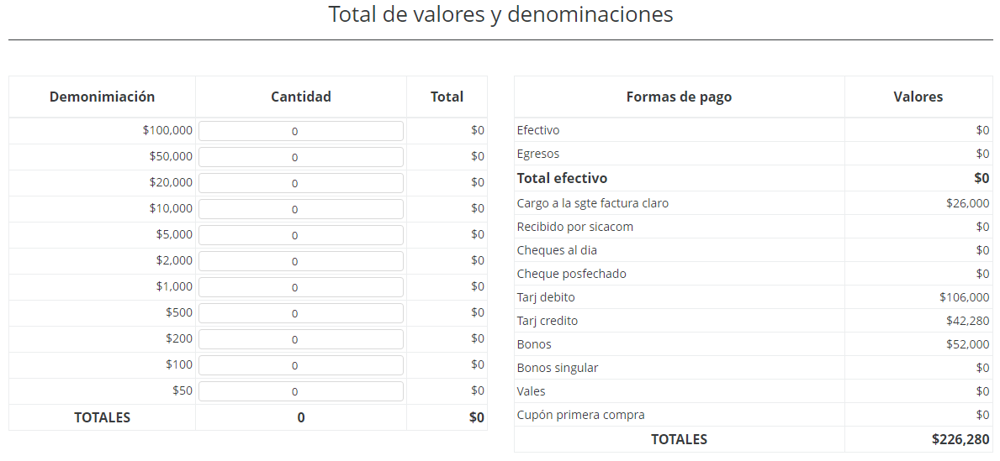 Total de valores y denominaciones
Demonimiación Cantidad Total
$100,000 0 $0
$50,000 0 $0
$20,000 0 $0
$10,000 0 $0
$5,000 0 $0
$2,000 0 $0
$1,000 0 $0
$500 0 $0
$200 0 $0
$100 0 $0
$50 0 $0
TOTALES 0 $0
Formas de pago Valores
Efectivo $0
Egresos $0
Total efectivo $0
Cargo a la sgte factura claro $26,000
Recibido por sicacom $0
Cheques al dia $0
Cheque posfechado $0
Tarj debito $106,000
Tarj credito $42,280
Bonos $52,000
Bonos singular $0
Vales $0
Cupón primera compra $0
TOTALES $226,280